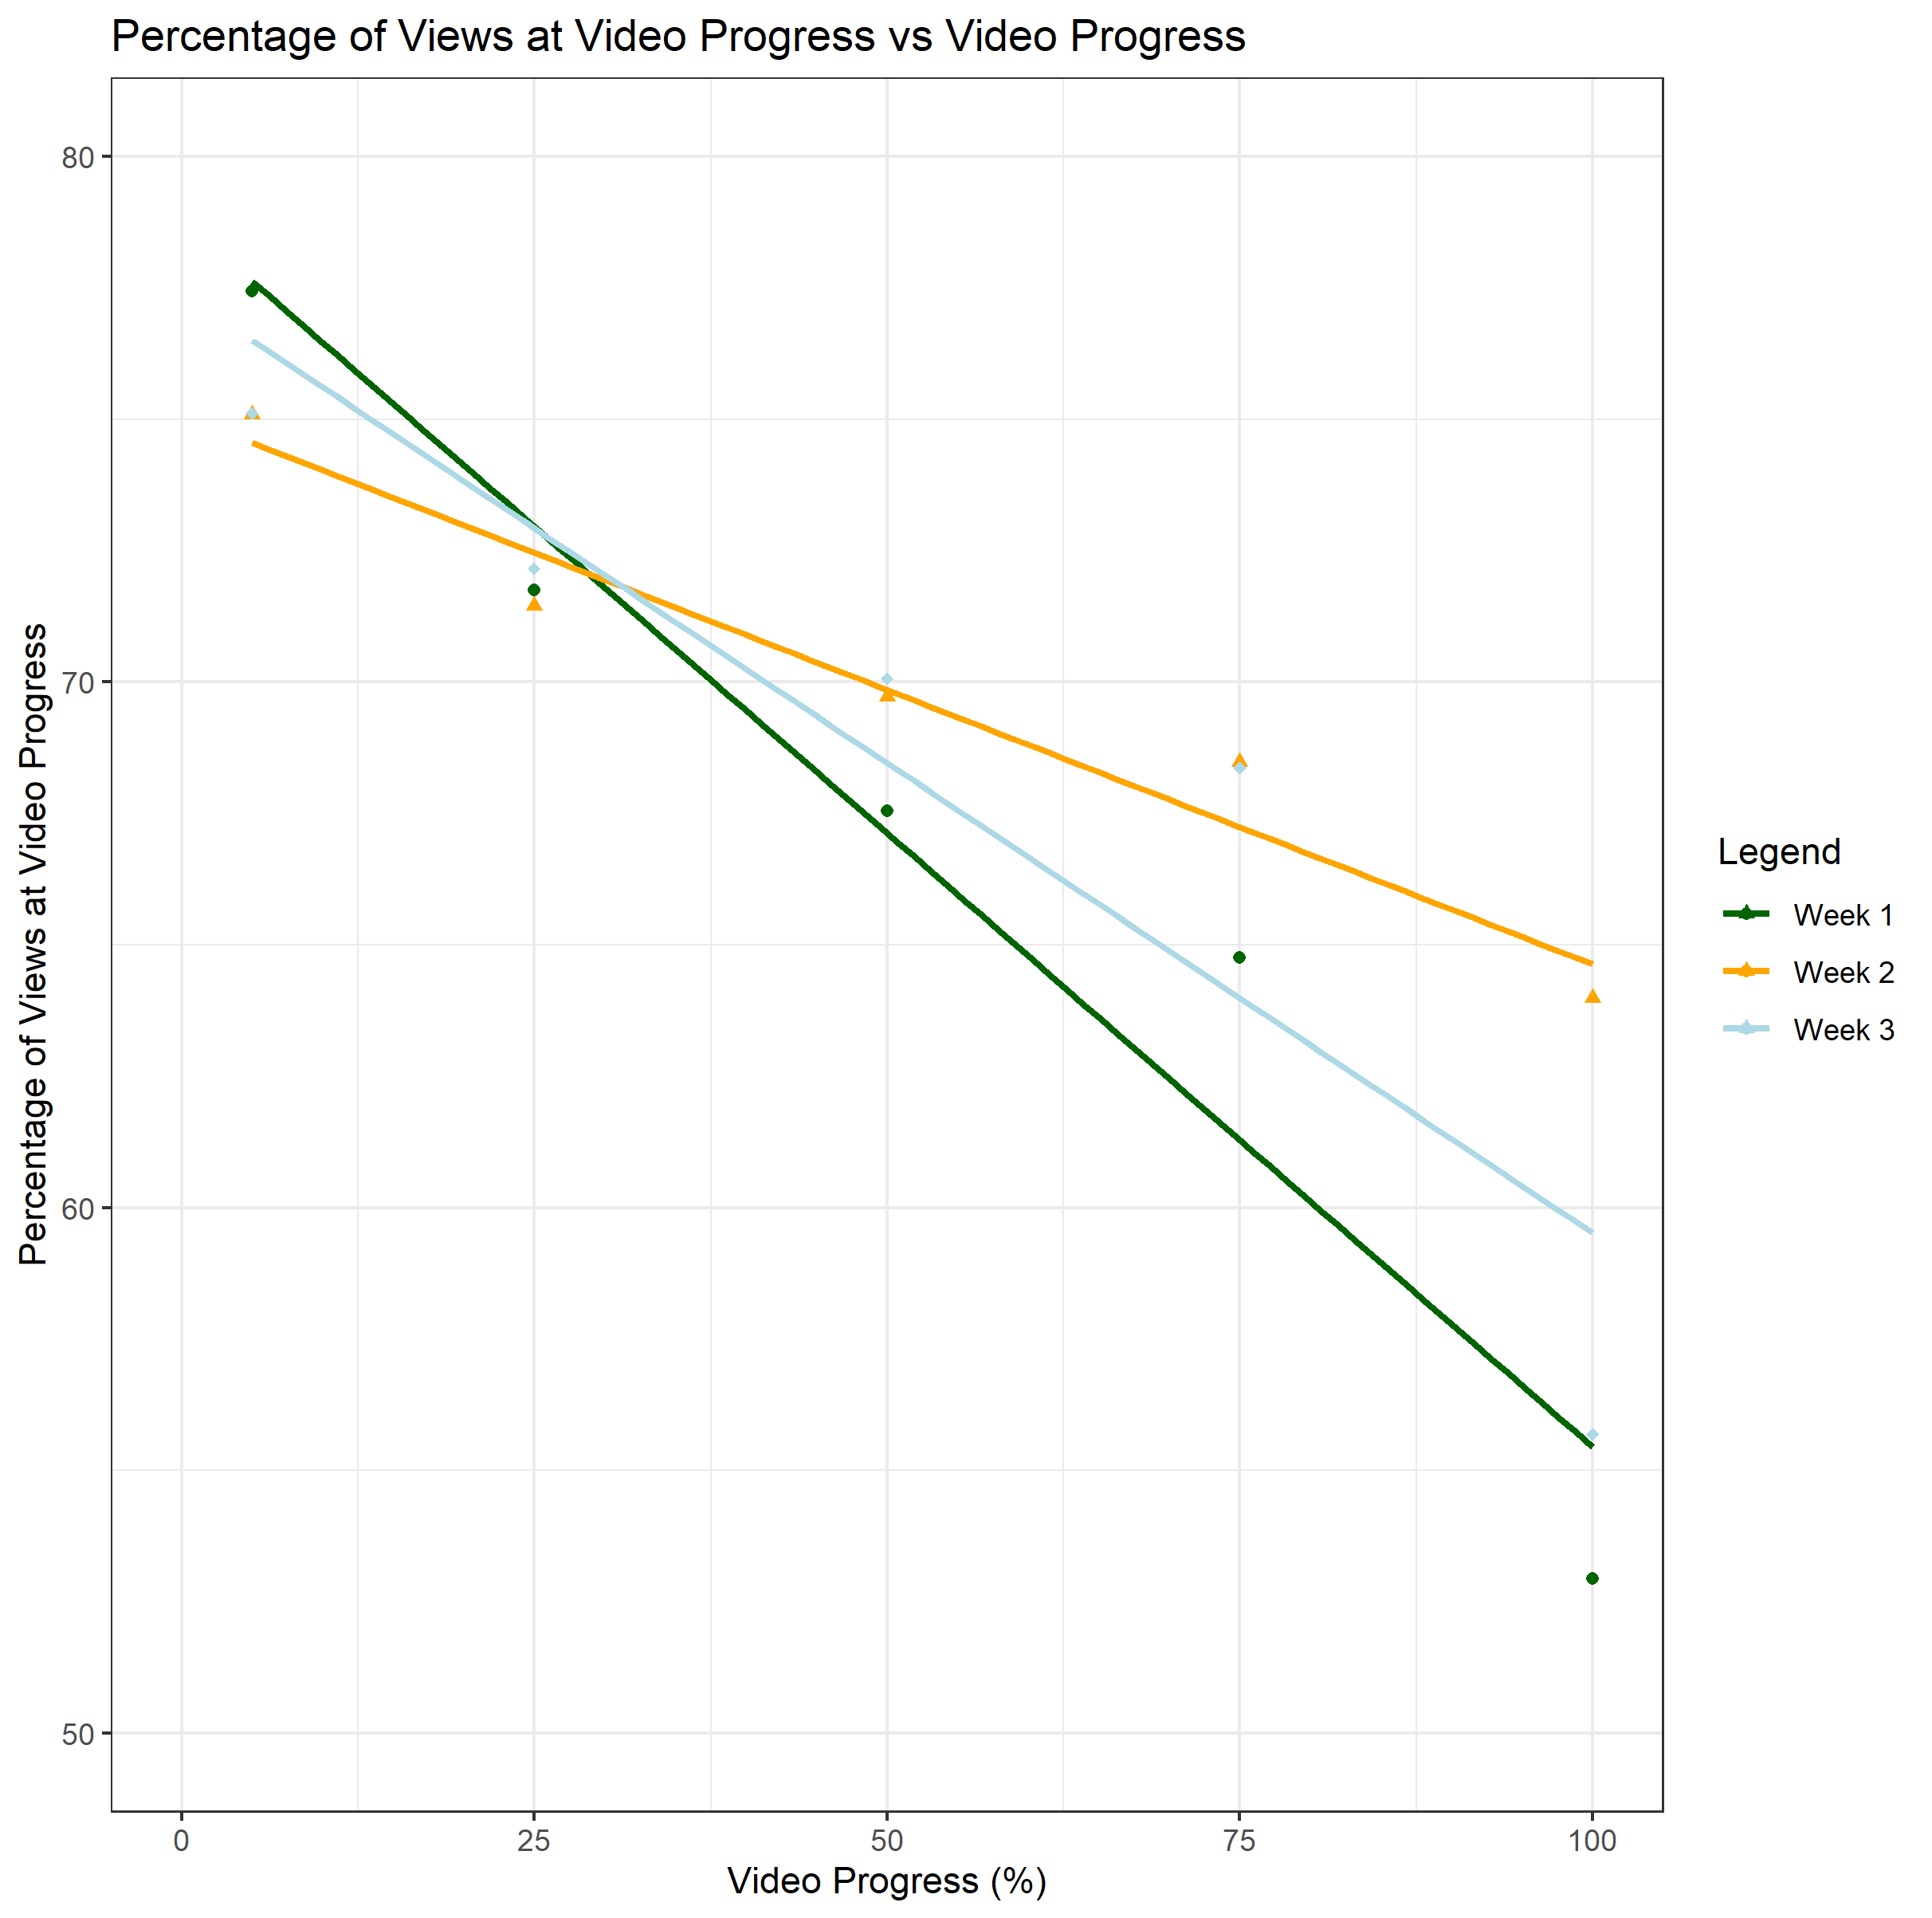 Percentage of Views at Video Progress vs Video Progress
Percentage of Views at Video Progress
80
70
60
50
0 25 50 75 100
Video Progress (%)
Legend
Week 1
Week 2
Week 3